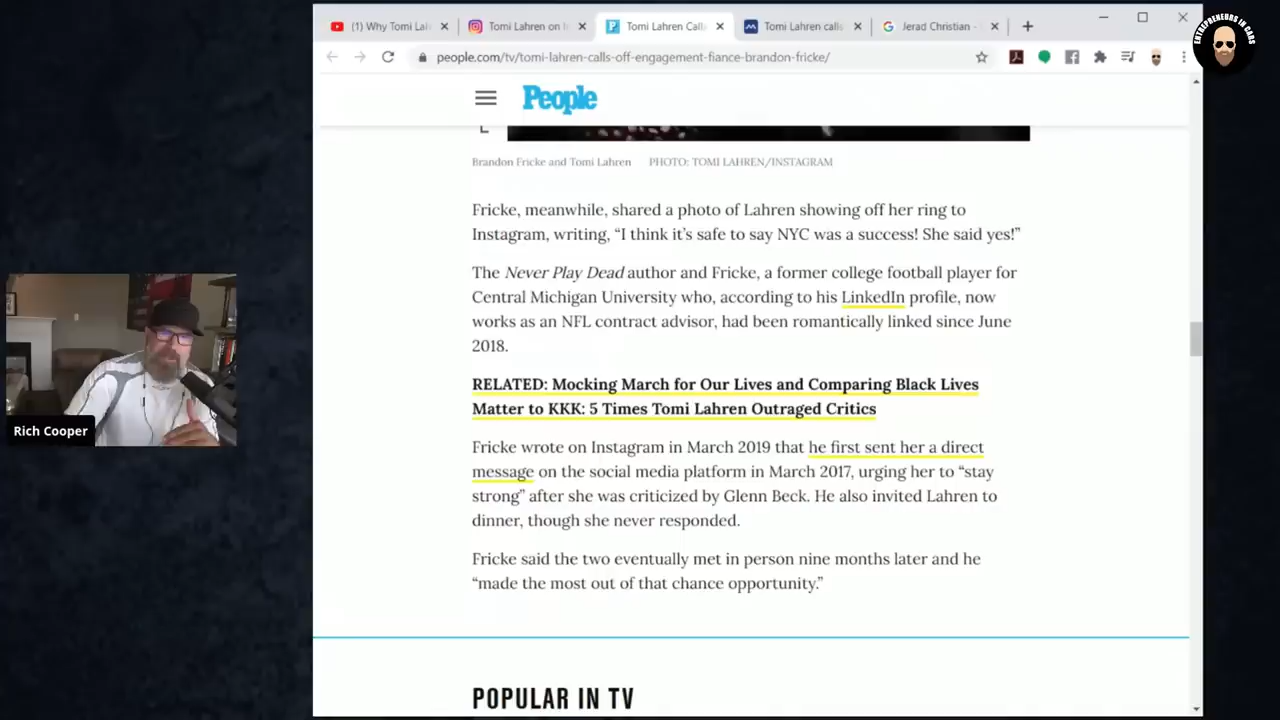 (1) Why Tomi Lah
Tomi Lahren on I
Tomi Lahren Call
Tomi Lahren calls
Jerad Christian -
people.com/tv/tomi-lahren-calls-off-engagement-fiance-brandon-fricke/
ENTREPRENEURS IN CARS
People
Brandon Fricke and Tomi Lahren PHOTO: TOMI LAHREN/INSTAGRAM
Fricke, meanwhile, shared a photo of Lahren showing off her ring to
Instagram, writing, “I think it’s safe to say NYC was a success! She said yes!”
The Never Play Dead author and Fricke, a former college football player for
Central Michigan University who, according to his LinkedIn profile, now
works as an NFL contract advisor, had been romantically linked since June
2018.
RELATED: Mocking March for Our Lives and Comparing Black Lives
Matter to KKK: 5 Times Tomi Lahren Outraged Critics
Rich Cooper
Fricke wrote on Instagram in March 2019 that he first sent her a direct
message on the social media platform in March 2017, urging her to “stay
strong” after she was criticized by Glenn Beck. He also invited Lahren to
dinner, though she never responded.
Fricke said the two eventually met in person nine months later and he
“made the most out of that chance opportunity.”
POPULAR IN TV